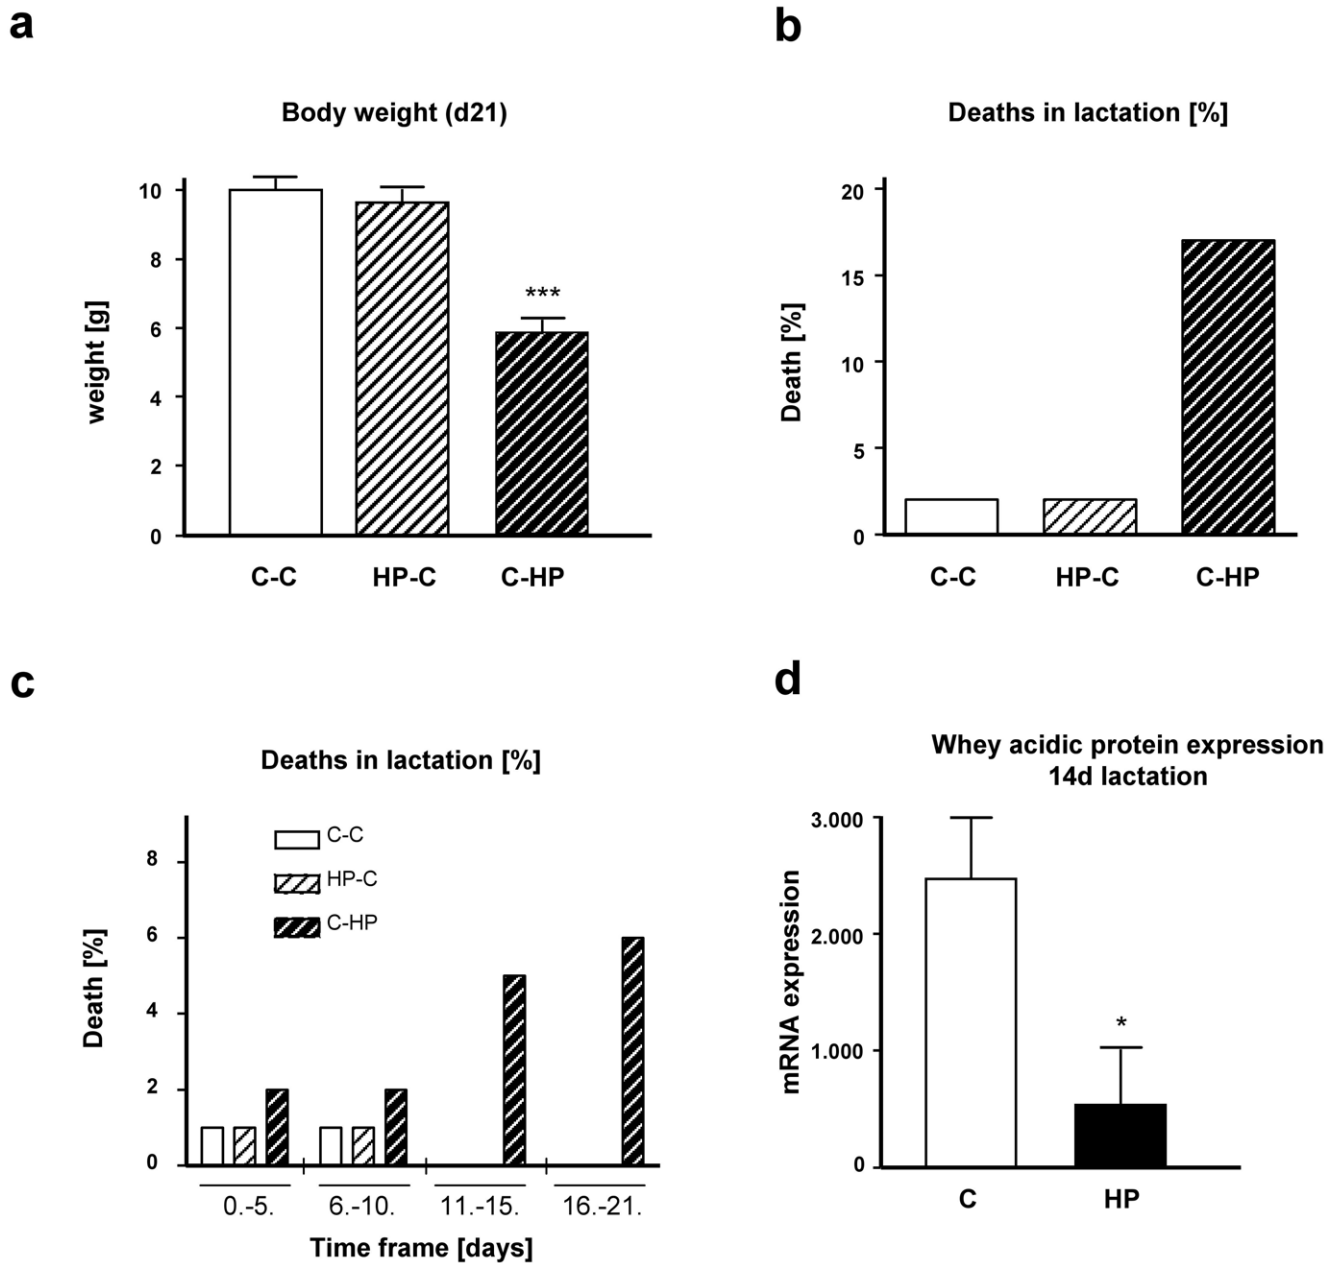 a
Body weight (d21)
10
8
6
4
2
0
weight [g]
***
C-C
HP-C
C-HP
b
Deaths in lactation [%]
20
15
10
5
0
Death [%]
C-C
HP-C
C-HP
c
Deaths in lactation [%]
C-C
HP-C
C-HP
8
6
4
2
0
Death [%]
0.-5.
6.-10.
11.-15.
16.-21.
Time frame [days]
d
Whey acidic protein expression
14d lactation
3.000
2.000
1.000
0
mRNA expression
*
C
HP